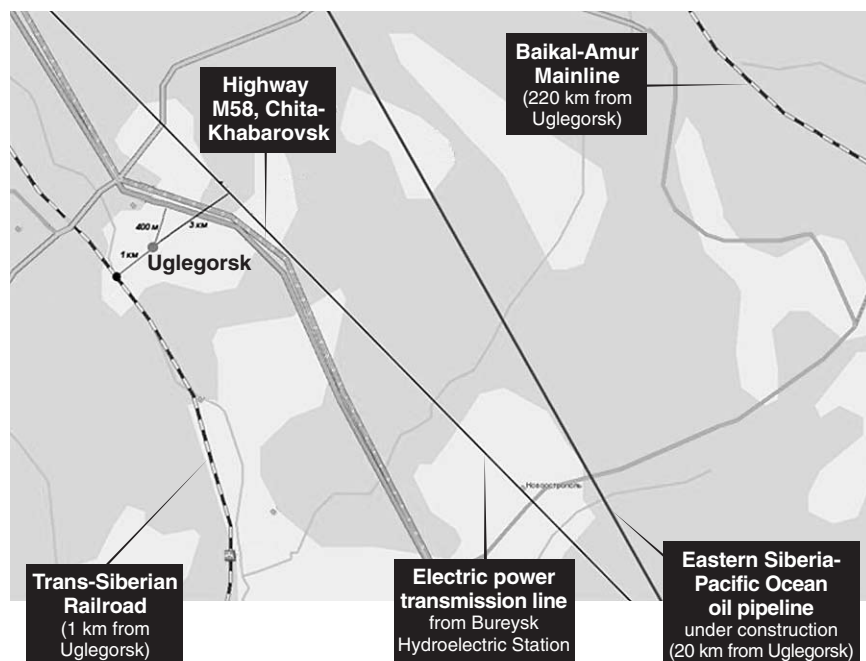 Baikal-Amur
Mainline
(220 km from
Uglegorsk)
Highway
M58, Chita-
Khabarovsk
400 м
3 км
1 км
Uglegorsk
Новоострополь
Trans-Siberian
Railroad
(1 km from
Uglegorsk)
Electric power
transmission line
from Bureysk
Hydroelectric Station
Eastern Siberia-
Pacific Ocean
oil pipeline
under construction
(20 km from Uglegorsk)